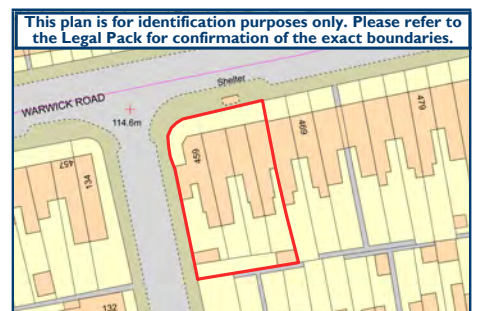 This plan is for identification purposes only. Please refer to
the Legal Pack for confirmation of the exact boundaries.
Shelter
WARWICK ROAD
114.6m
479
469
459
457
134
132